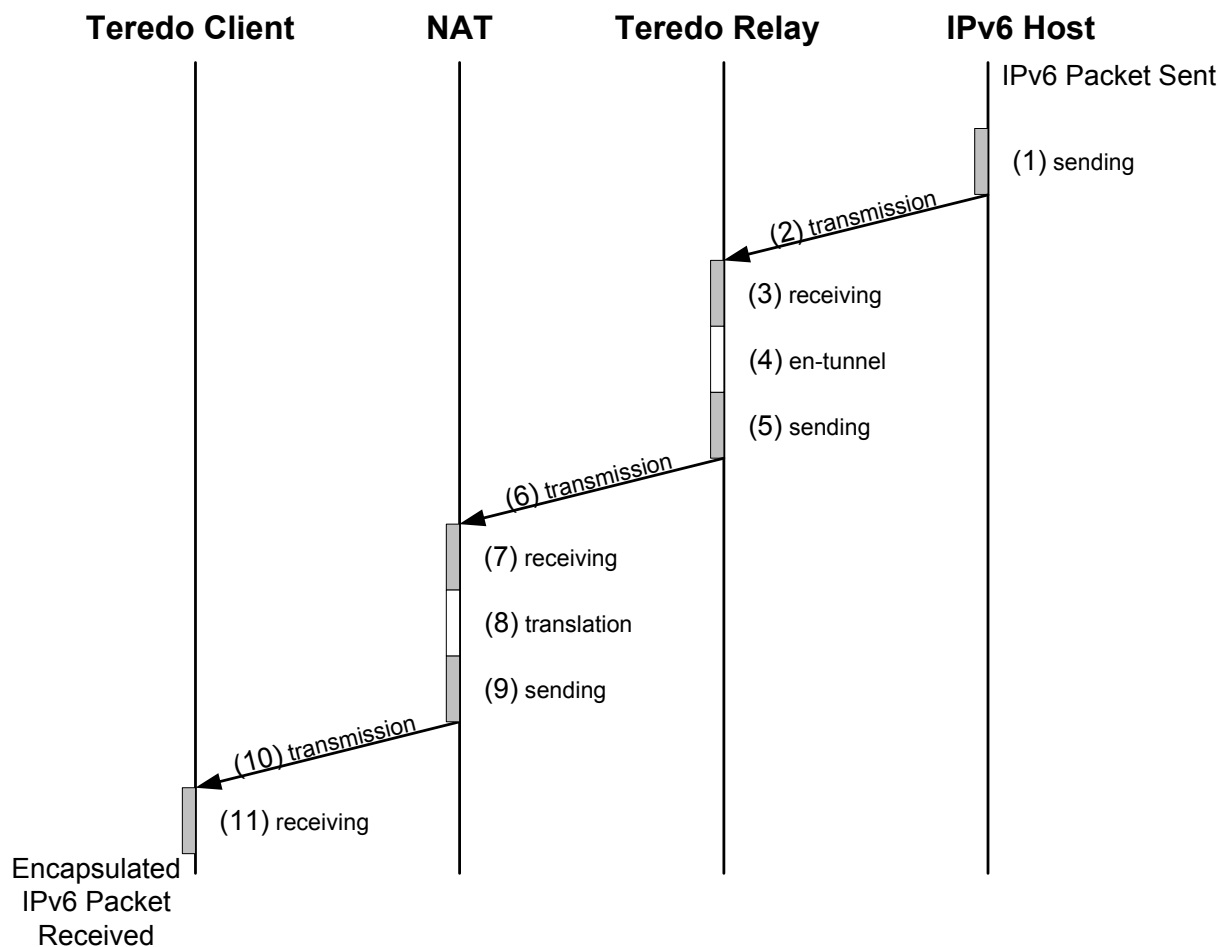 Teredo Client
NAT
Teredo Relay
IPv6 Host
IPv6 Packet Sent
(1) sending
(2) transmission
(3) receiving
(4) en-tunnel
(5) sending
(6) transmission
(7) receiving
(8) translation
(9) sending
(10) transmission
(11) receiving
Encapsulated
IPv6 Packet
Received